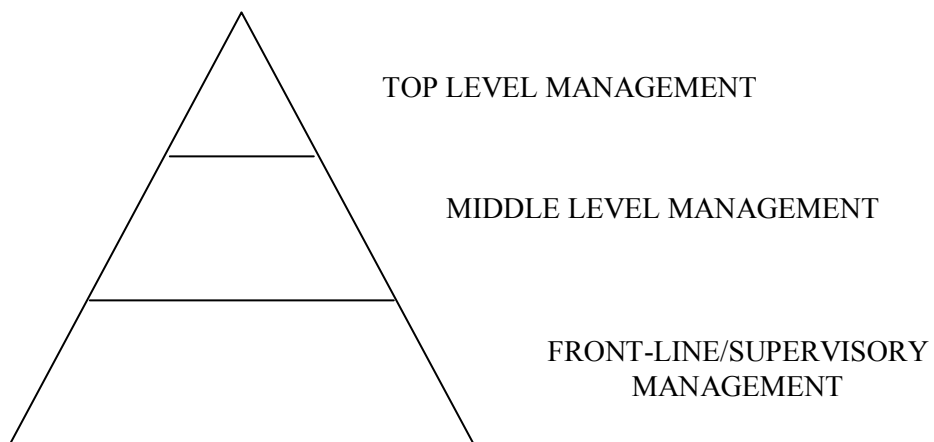 TOP LEVEL MANAGEMENT
MIDDLE LEVEL MANAGEMENT
FRONT-LINE/SUPERVISORY
MANAGEMENT